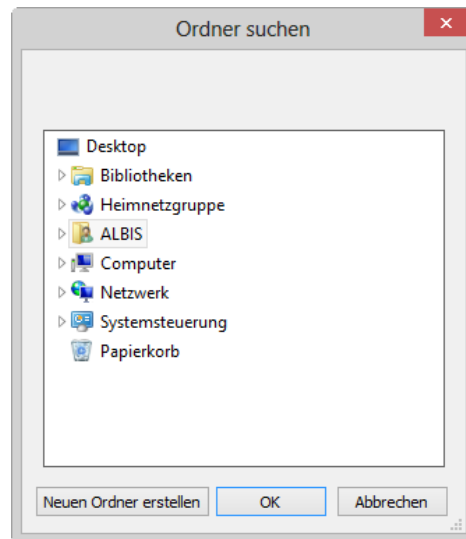 Ordner suchen
Desktop
Bibliotheken
Heimnetzgruppe
ALBIS
Computer
Netzwerk
Systemsteuerung
Papierkorb
Neuen Ordner erstellen OK Abbrechen